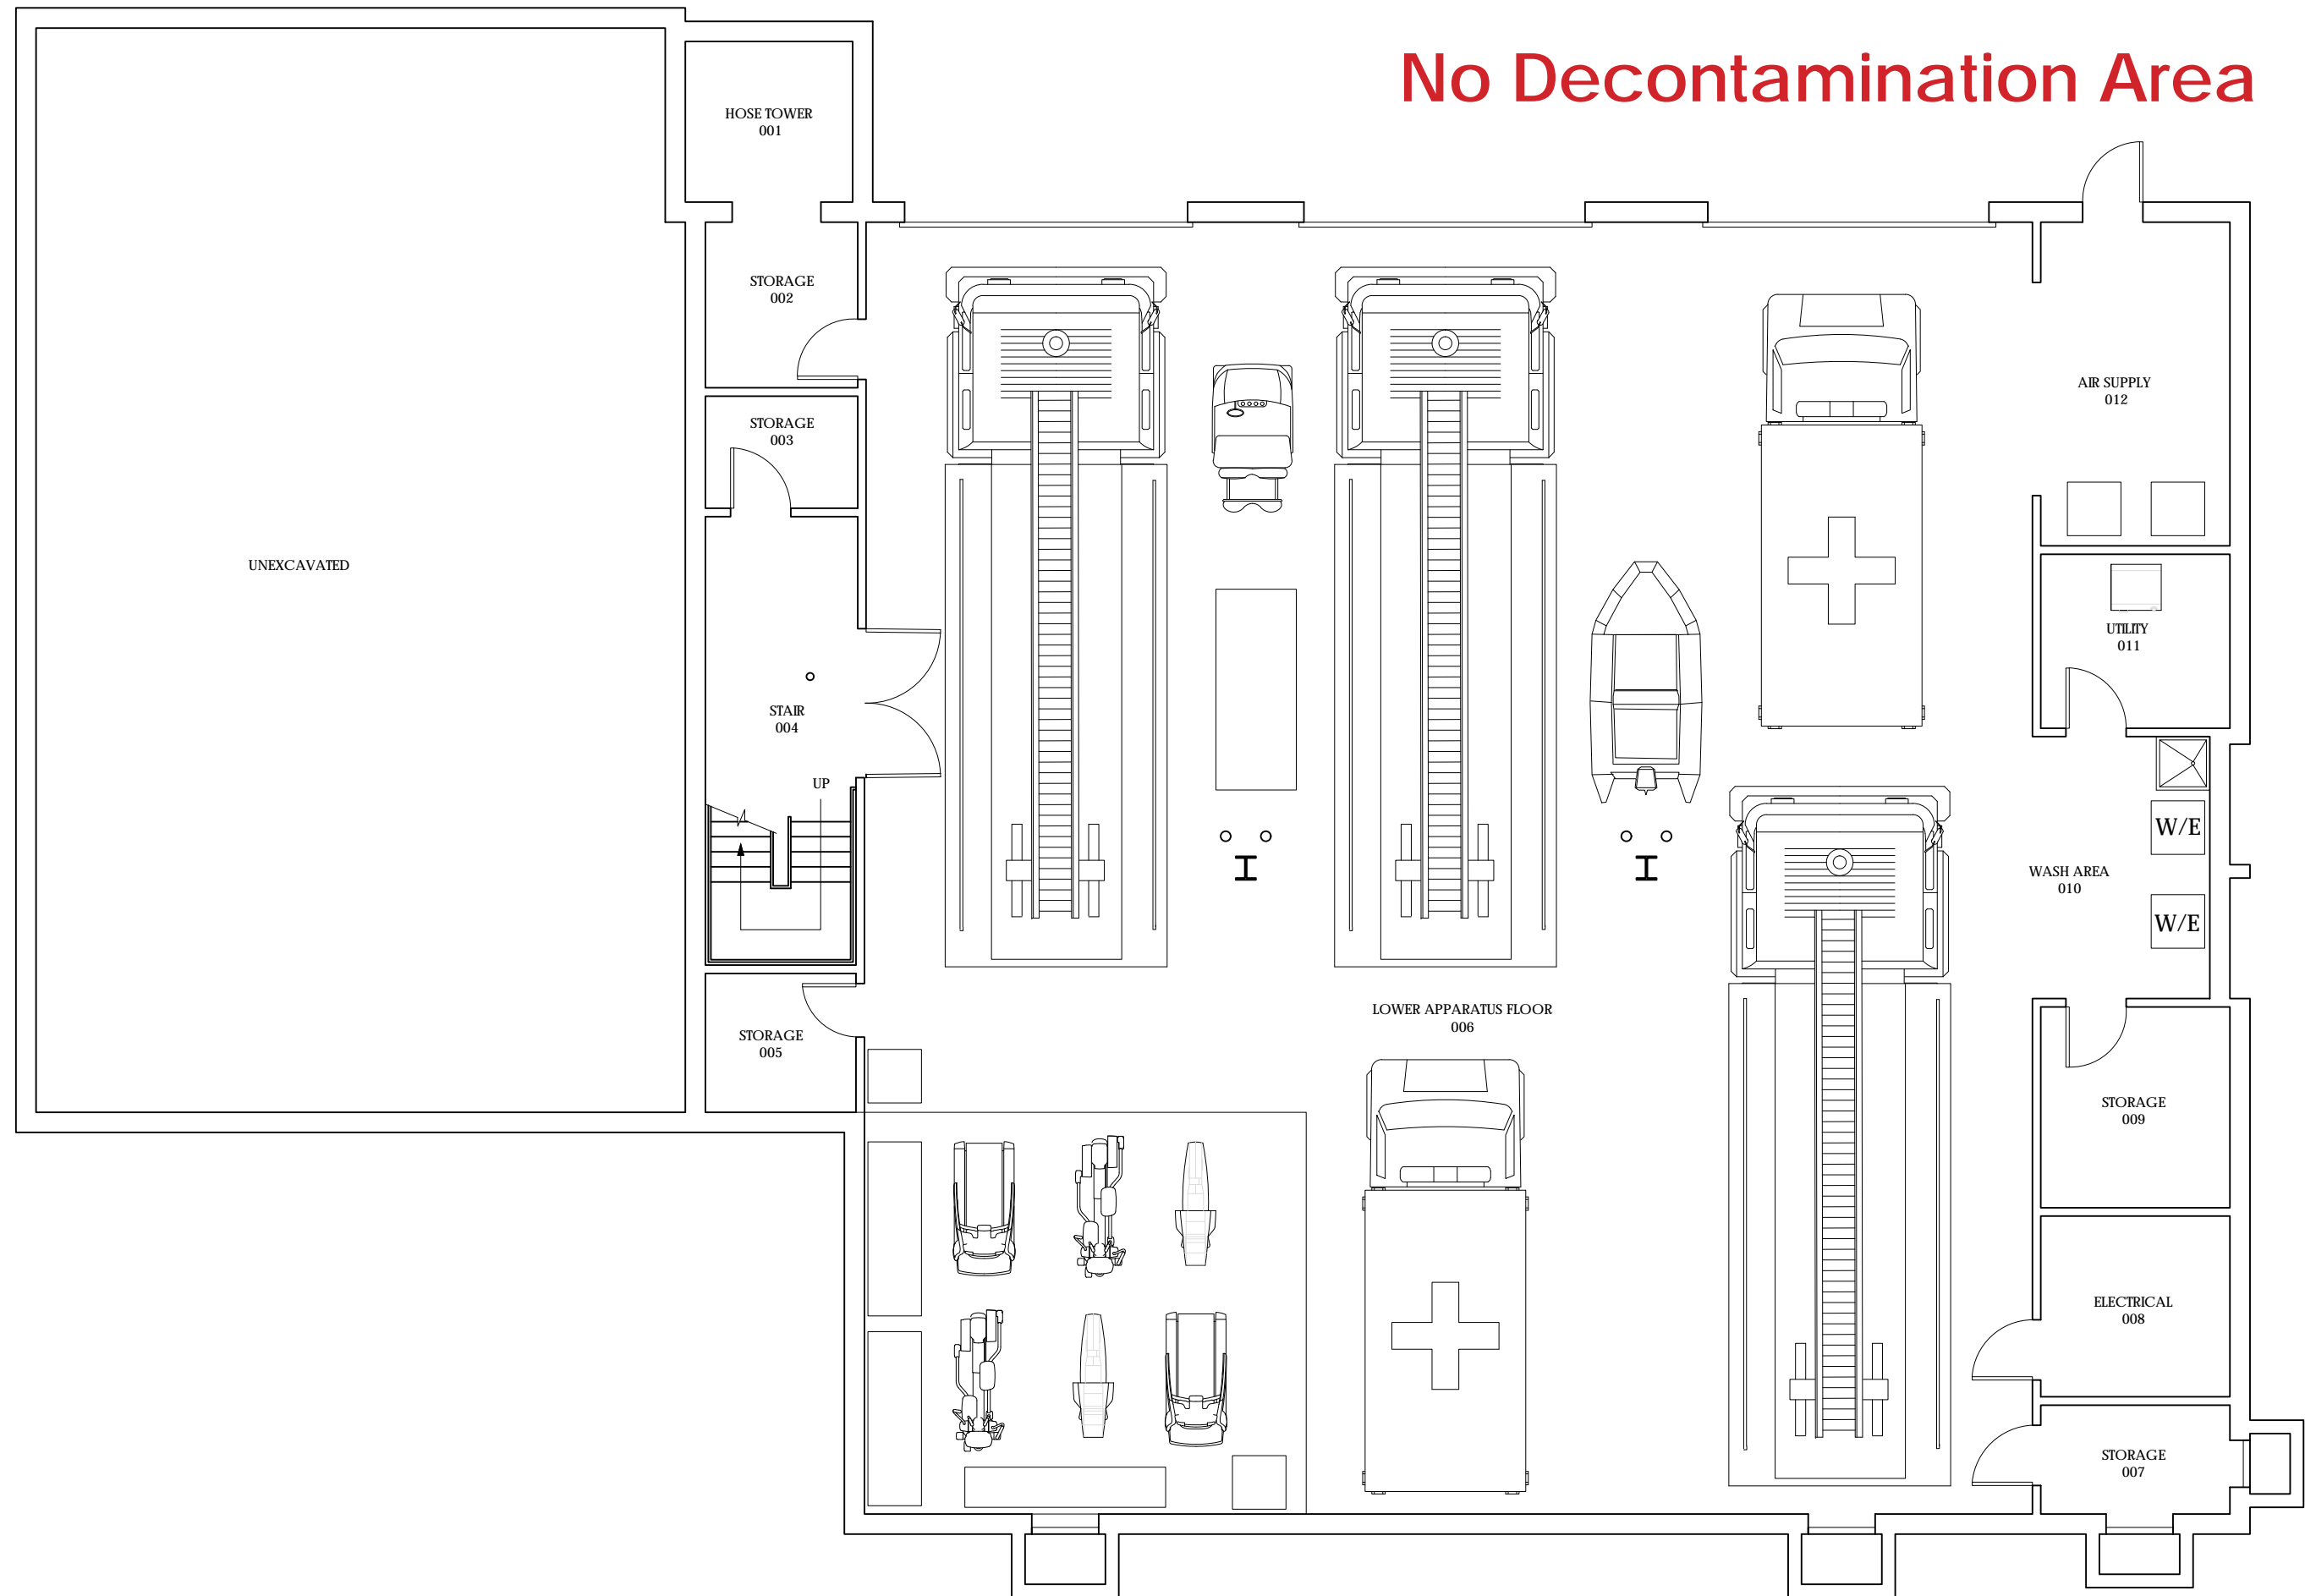 No Decontamination Area
HOSE TOWER
001
STORAGE
002
AIR SUPPLY
012
STORAGE
003
UNEXCAVATED
UTILITY
011
STAIR
004
UP
W/E
WASH AREA
010
W/E
LOWER APPARATUS FLOOR
006
STORAGE
005
STORAGE
009
ELECTRICAL
008
STORAGE
007